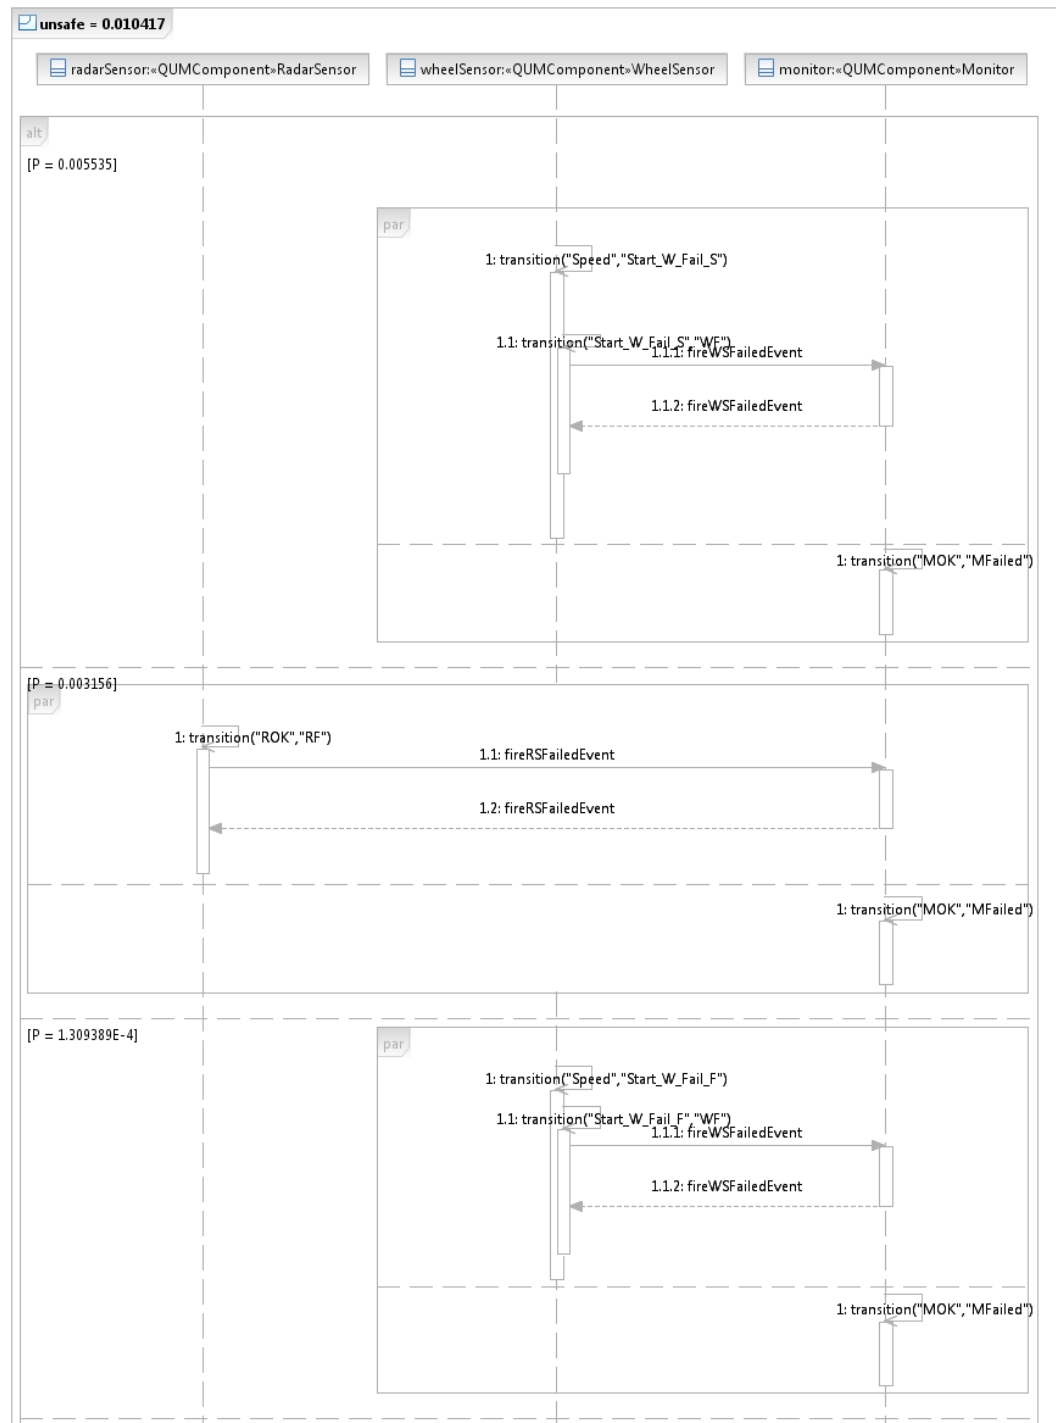 unsafe = 0.010417
radarSensor:«QUMComponent»RadarSensor
wheelSensor:«QUMComponent»WheelSensor
monitor:«QUMComponent»Monitor
alt
[P = 0.005535]
par
1: transition("Speed","Start_W_Fail_S")
1.1: transition("Start_W_Fail_S","WF")
1.1.1: fireWSFailedEvent
1.1.2: fireWSFailedEvent
1: transition("MOK","MFailed")
[P = 0.003156]
par
1: transition("ROK","RF")
1.1: fireRSFailedEvent
1.2: fireRSFailedEvent
1: transition("MOK","MFailed")
[P = 1.309389E-4]
par
1: transition("Speed","Start_W_Fail_F")
1.1: transition("Start_W_Fail_F","WF")
1.1.1: fireWSFailedEvent
1.1.2: fireWSFailedEvent
1: transition("MOK","MFailed")